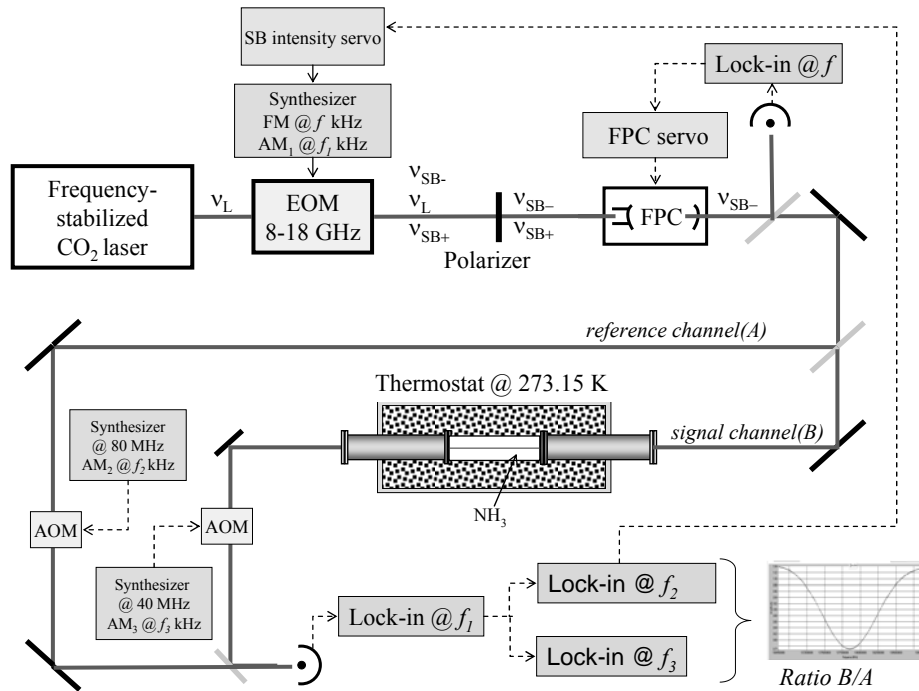 SB intensity servo
Synthesizer
FM @ f kHz
AM1 @ f1 kHz
Lock-in @ f
FPC servo
Frequency-
stabilized
CO2 laser
νL
EOM
8-18 GHz
νSB-
νL
νSB+
Polarizer
νSB−
νSB+
FPC
νSB−
reference channel(A)
Thermostat @ 273.15 K
signal channel(B)
NH3
Synthesizer
@ 80 MHz
AM2 @ f2 kHz
AOM
AOM
Synthesizer
@ 40 MHz
AM3 @ f3 kHz
Lock-in @ f1
Lock-in @ f2
Lock-in @ f3
Ratio B/A